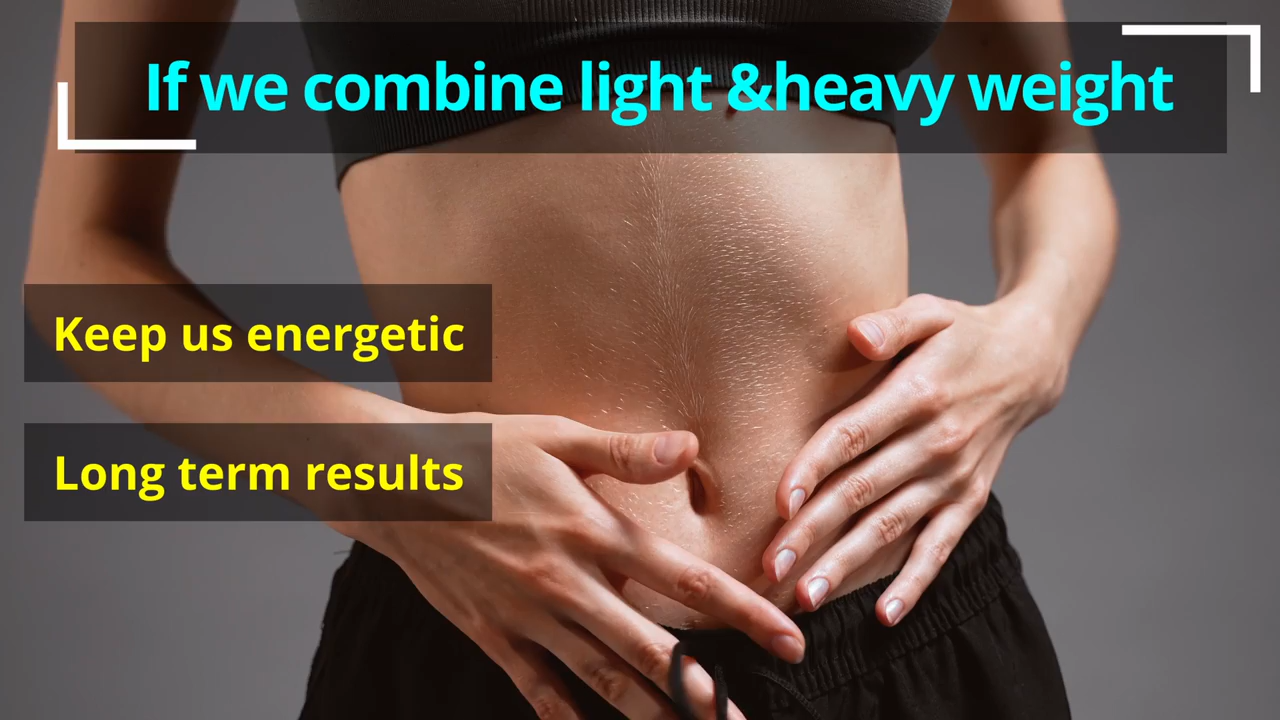 If we combine light &heavy weight
Keep us energetic
Long term results